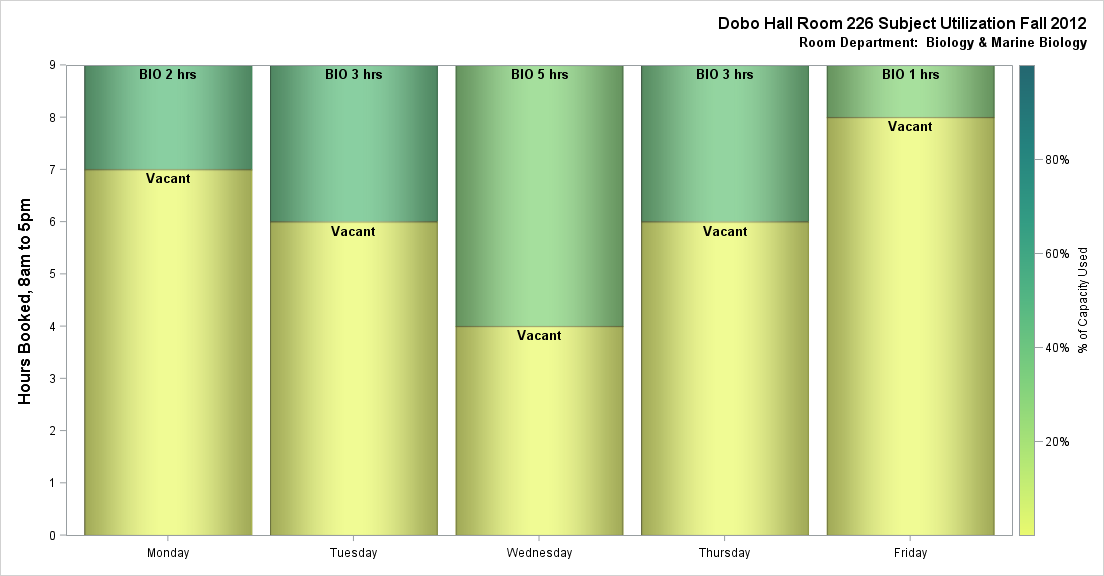 Dobo Hall Room 226 Subject Utilization Fall 2012
Room Department: Biology & Marine Biology
Hours Booked, 8am to 5pm
9
8
7
6
5
4
3
2
1
0
BIO 2 hrs
Vacant
BIO 3 hrs
Vacant
BIO 5 hrs
Vacant
BIO 3 hrs
Vacant
BIO 1 hrs
Vacant
Monday
Tuesday
Wednesday
Thursday
Friday
80%
60%
40%
20%
% of Capacity Used